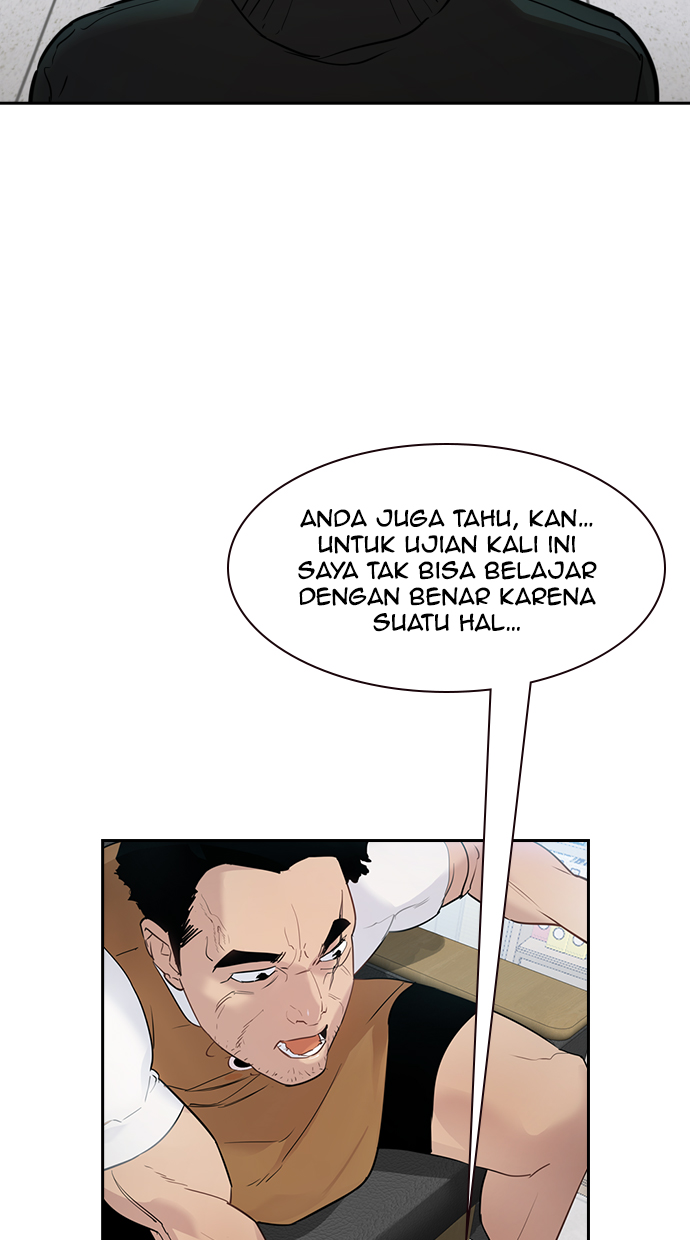 ANDA JUGA TAHU, KAN...
UNTUK UJIAN KALI INI
SAYA TAK BISA BELAJAR
DENGAN BENAR KARENA
SUATU HAL...